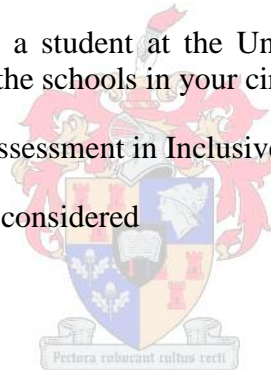 a student at the Un
the schools in your cir
ssessment in Inclusive
considered
Pectora roborant cultus recti